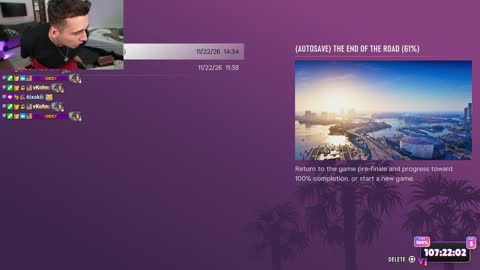 11/22/26 14:34
11/22/26 11:38
(AUTOSAVE) THE END OF THE ROAD (61%)
vKohn:
6ixskii:
vKohn:
Return to the game pre-finale and progress toward
100% completion, or start a new game.
100%
107:22:02
DELETE